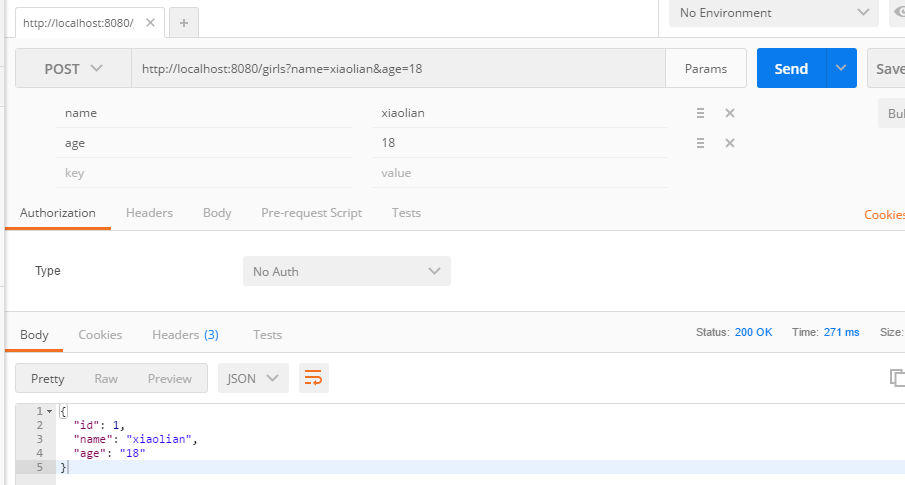 http://localhost:8080/
No Environment
POST http://localhost:8080/girls?name=xiaolian&age=18 Params Send Save
name xiaolian
age 18
key value
Authorization Headers Body Pre-request Script Tests Cookies
Type No Auth
Body Cookies Headers (3) Tests Status: 200 OK Time: 271 ms Size:
Pretty Raw Preview JSON
1 {
2 "id": 1,
3 "name": "xiaolian",
4 "age": "18"
5 }